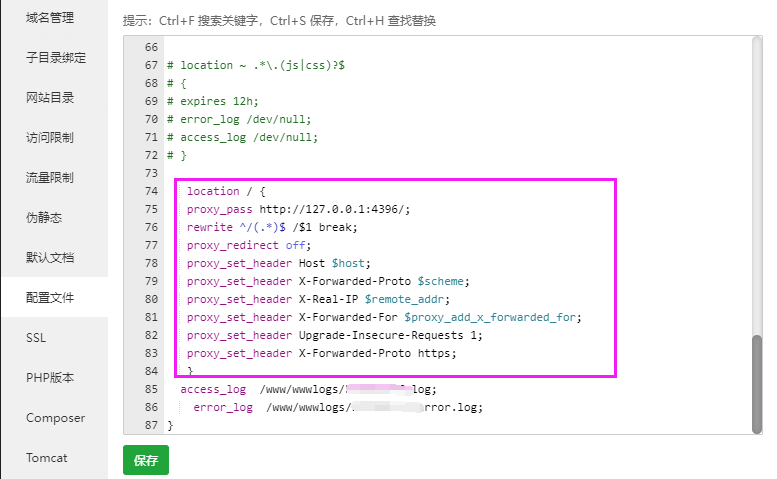 域名管理
子目录绑定
网站目录
访问限制
流量限制
伪静态
默认文档
配置文件
SSL
PHP版本
Composer
Tomcat
提示：Ctrl+F 搜索关键字，Ctrl+S 保存，Ctrl+H 查找替换
66
67 # location ~ .*\.(js|css)?$
68 # {
69 # expires 12h;
70 # error_log /dev/null;
71 # access_log /dev/null;
72 # }
73
74 location / {
75 proxy_pass http://127.0.0.1:4396/;
76 rewrite ^/(.*)$ /$1 break;
77 proxy_redirect off;
78 proxy_set_header Host $host;
79 proxy_set_header X-Forwarded-Proto $scheme;
80 proxy_set_header X-Real-IP $remote_addr;
81 proxy_set_header X-Forwarded-For $proxy_add_x_forwarded_for;
82 proxy_set_header Upgrade-Insecure-Requests 1;
83 proxy_set_header X-Forwarded-Proto https;
84 }
85 access_log /www/wwwlogs/ log;
86 error_log /www/wwwlogs/ error.log;
87 }
保存